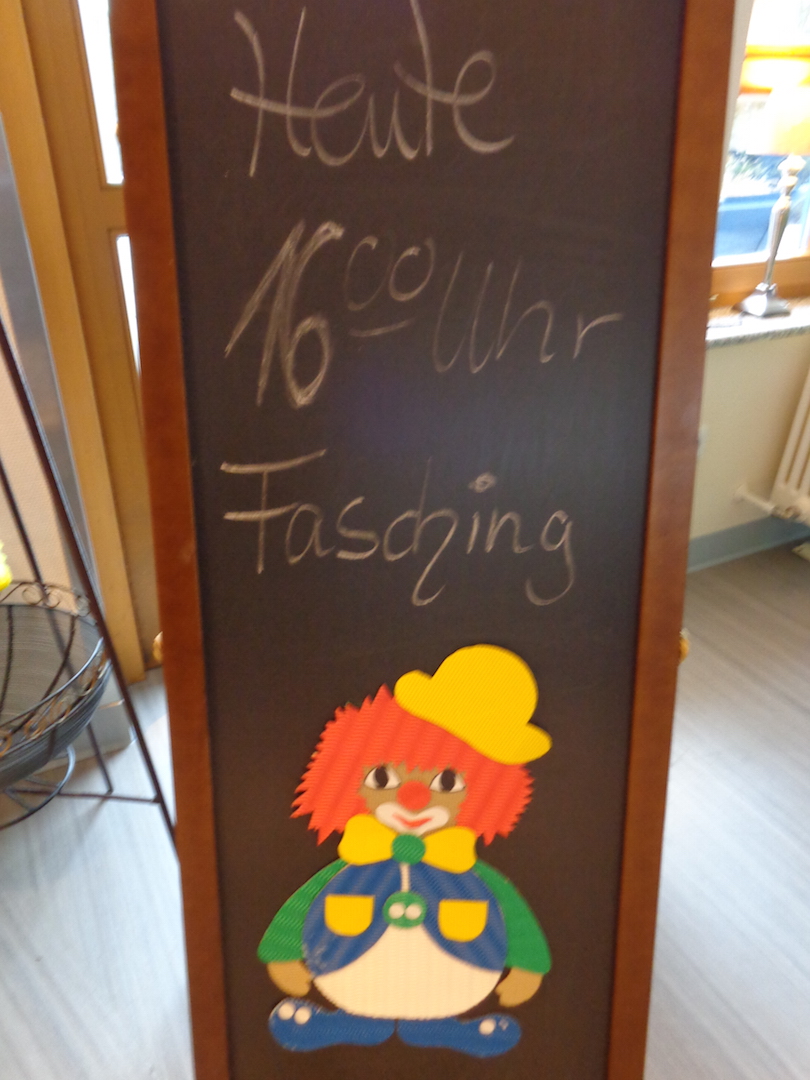 Heute
16⁰⁰ Uhr
Fasching